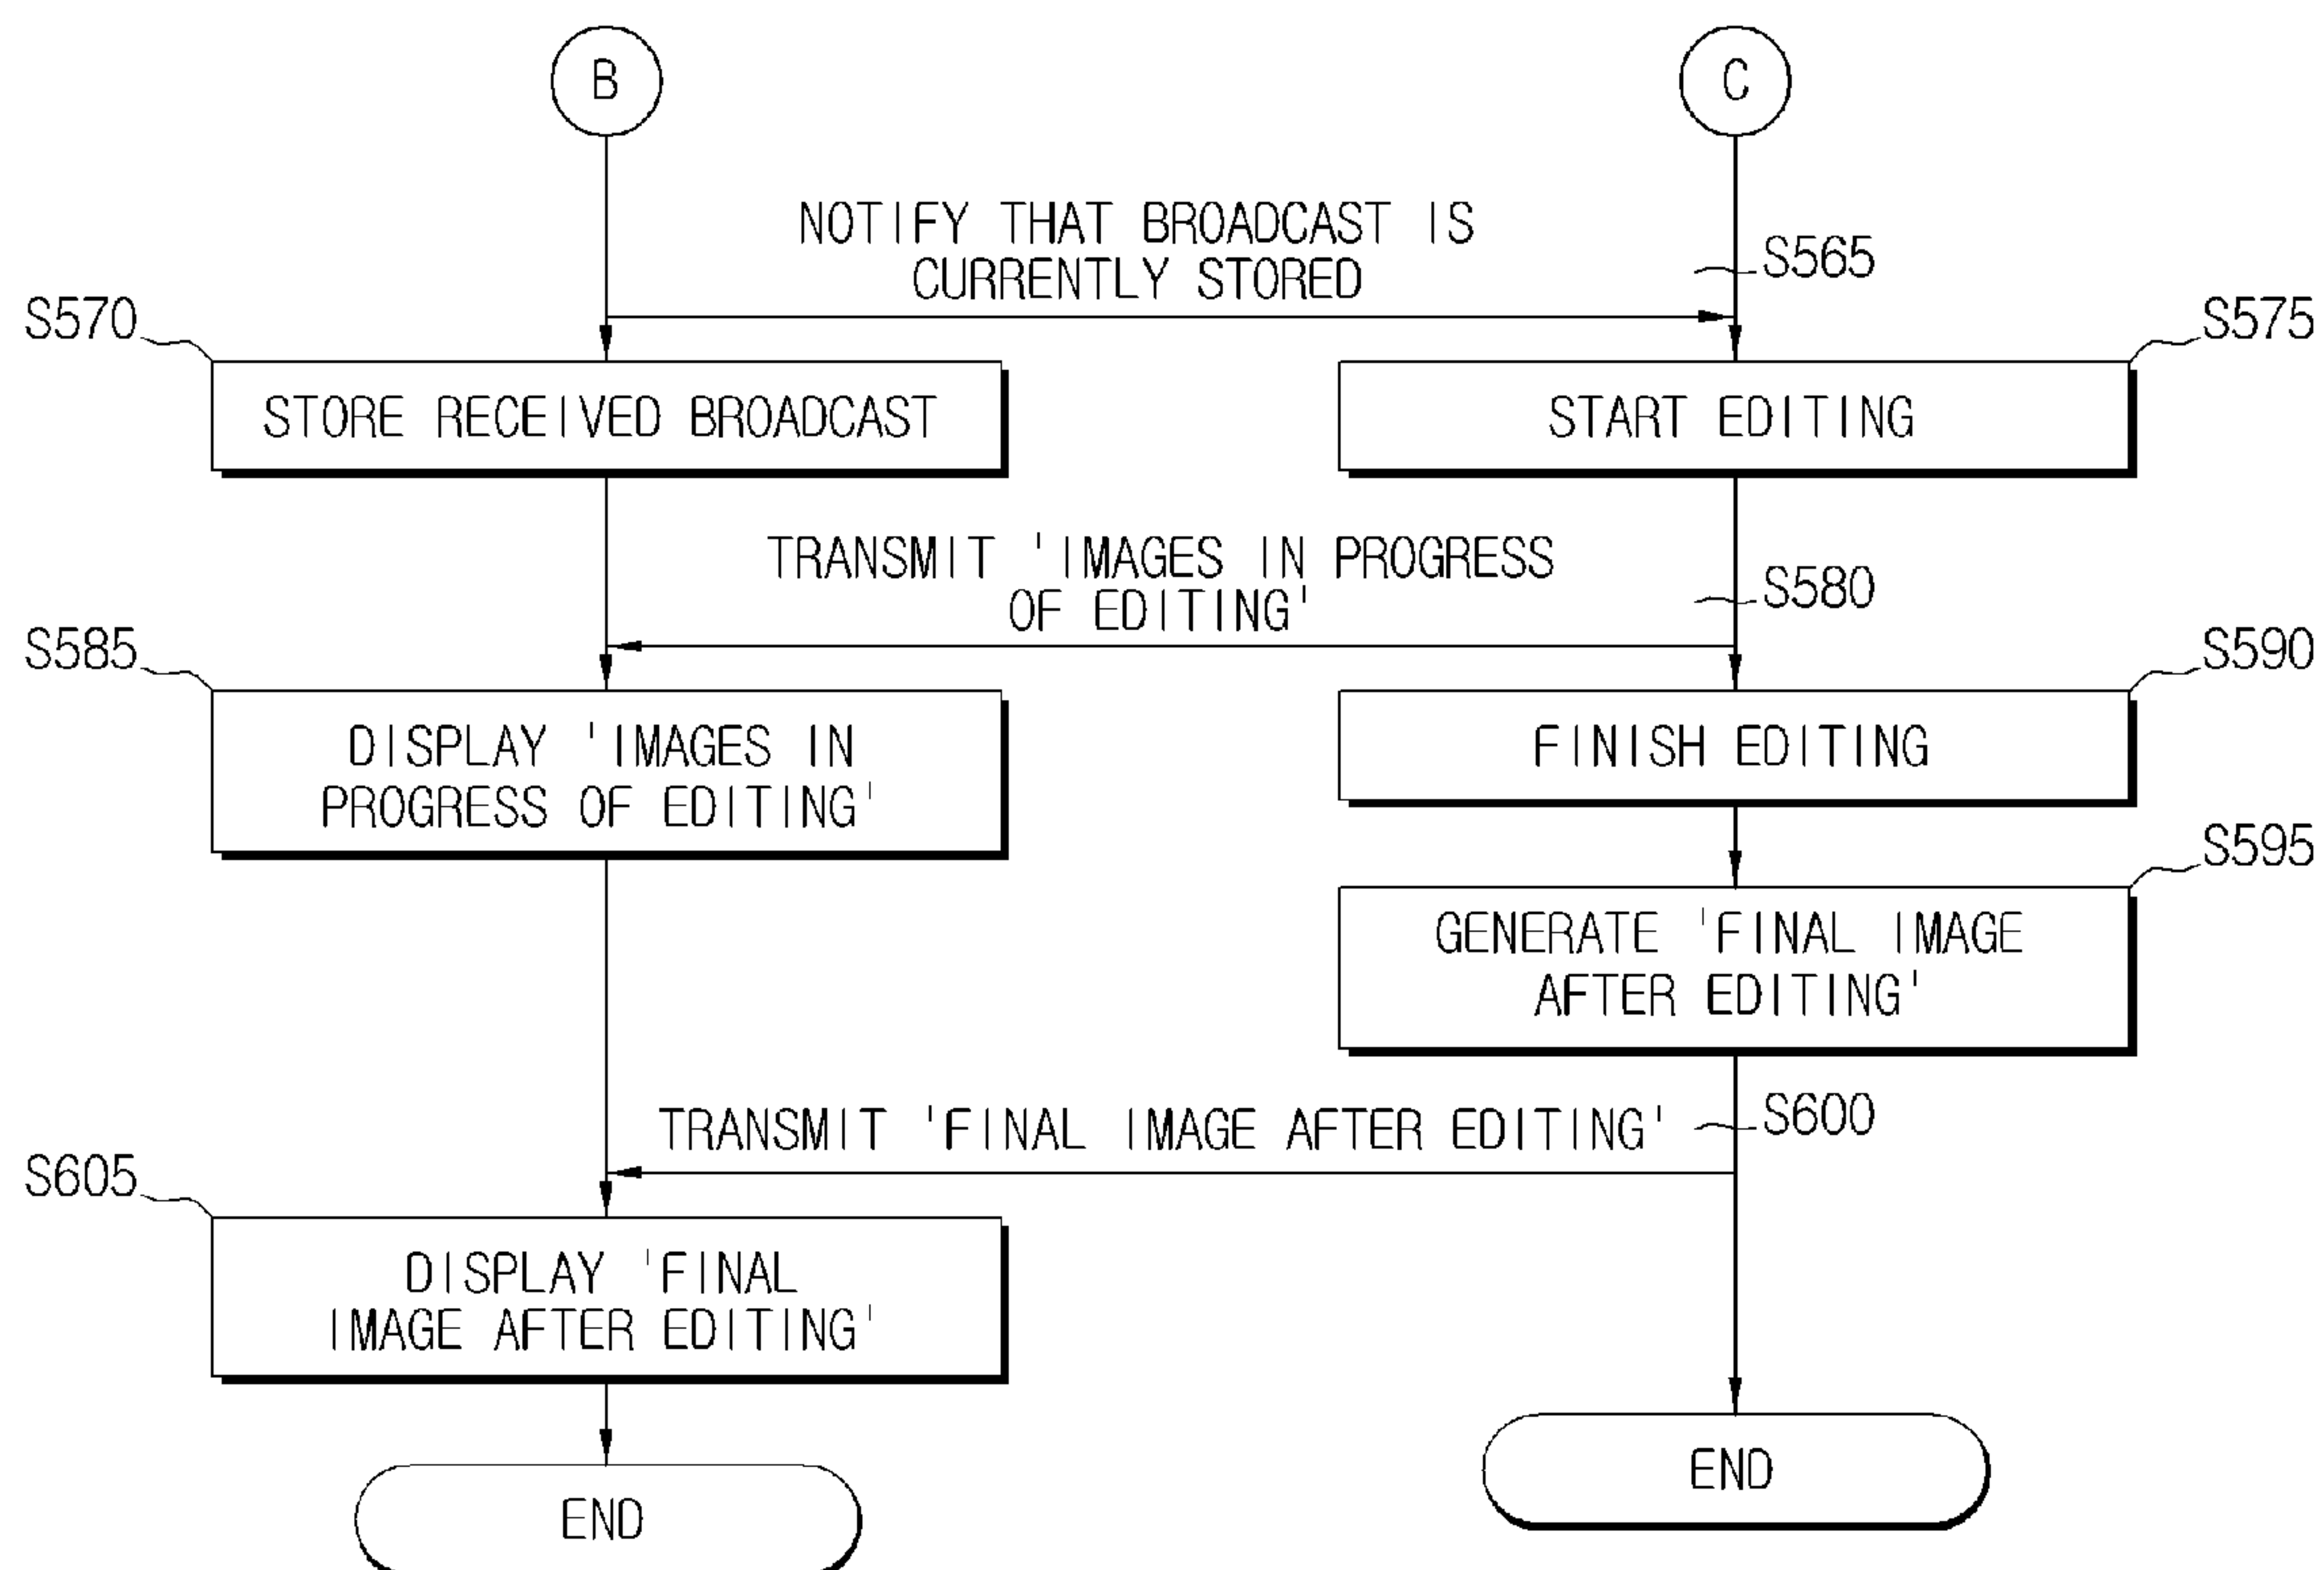 B
C
NOTIFY THAT BROADCAST IS
CURRENTLY STORED
S565
S570
S575
STORE RECEIVED BROADCAST
START EDITING
TRANSMIT 'IMAGES IN PROGRESS
OF EDITING'
S580
S585
S590
DISPLAY 'IMAGES IN
PROGRESS OF EDITING'
FINISH EDITING
S595
GENERATE 'FINAL IMAGE
AFTER EDITING'
TRANSMIT 'FINAL IMAGE AFTER EDITING'
S600
S605
DISPLAY 'FINAL
IMAGE AFTER EDITING'
END
END